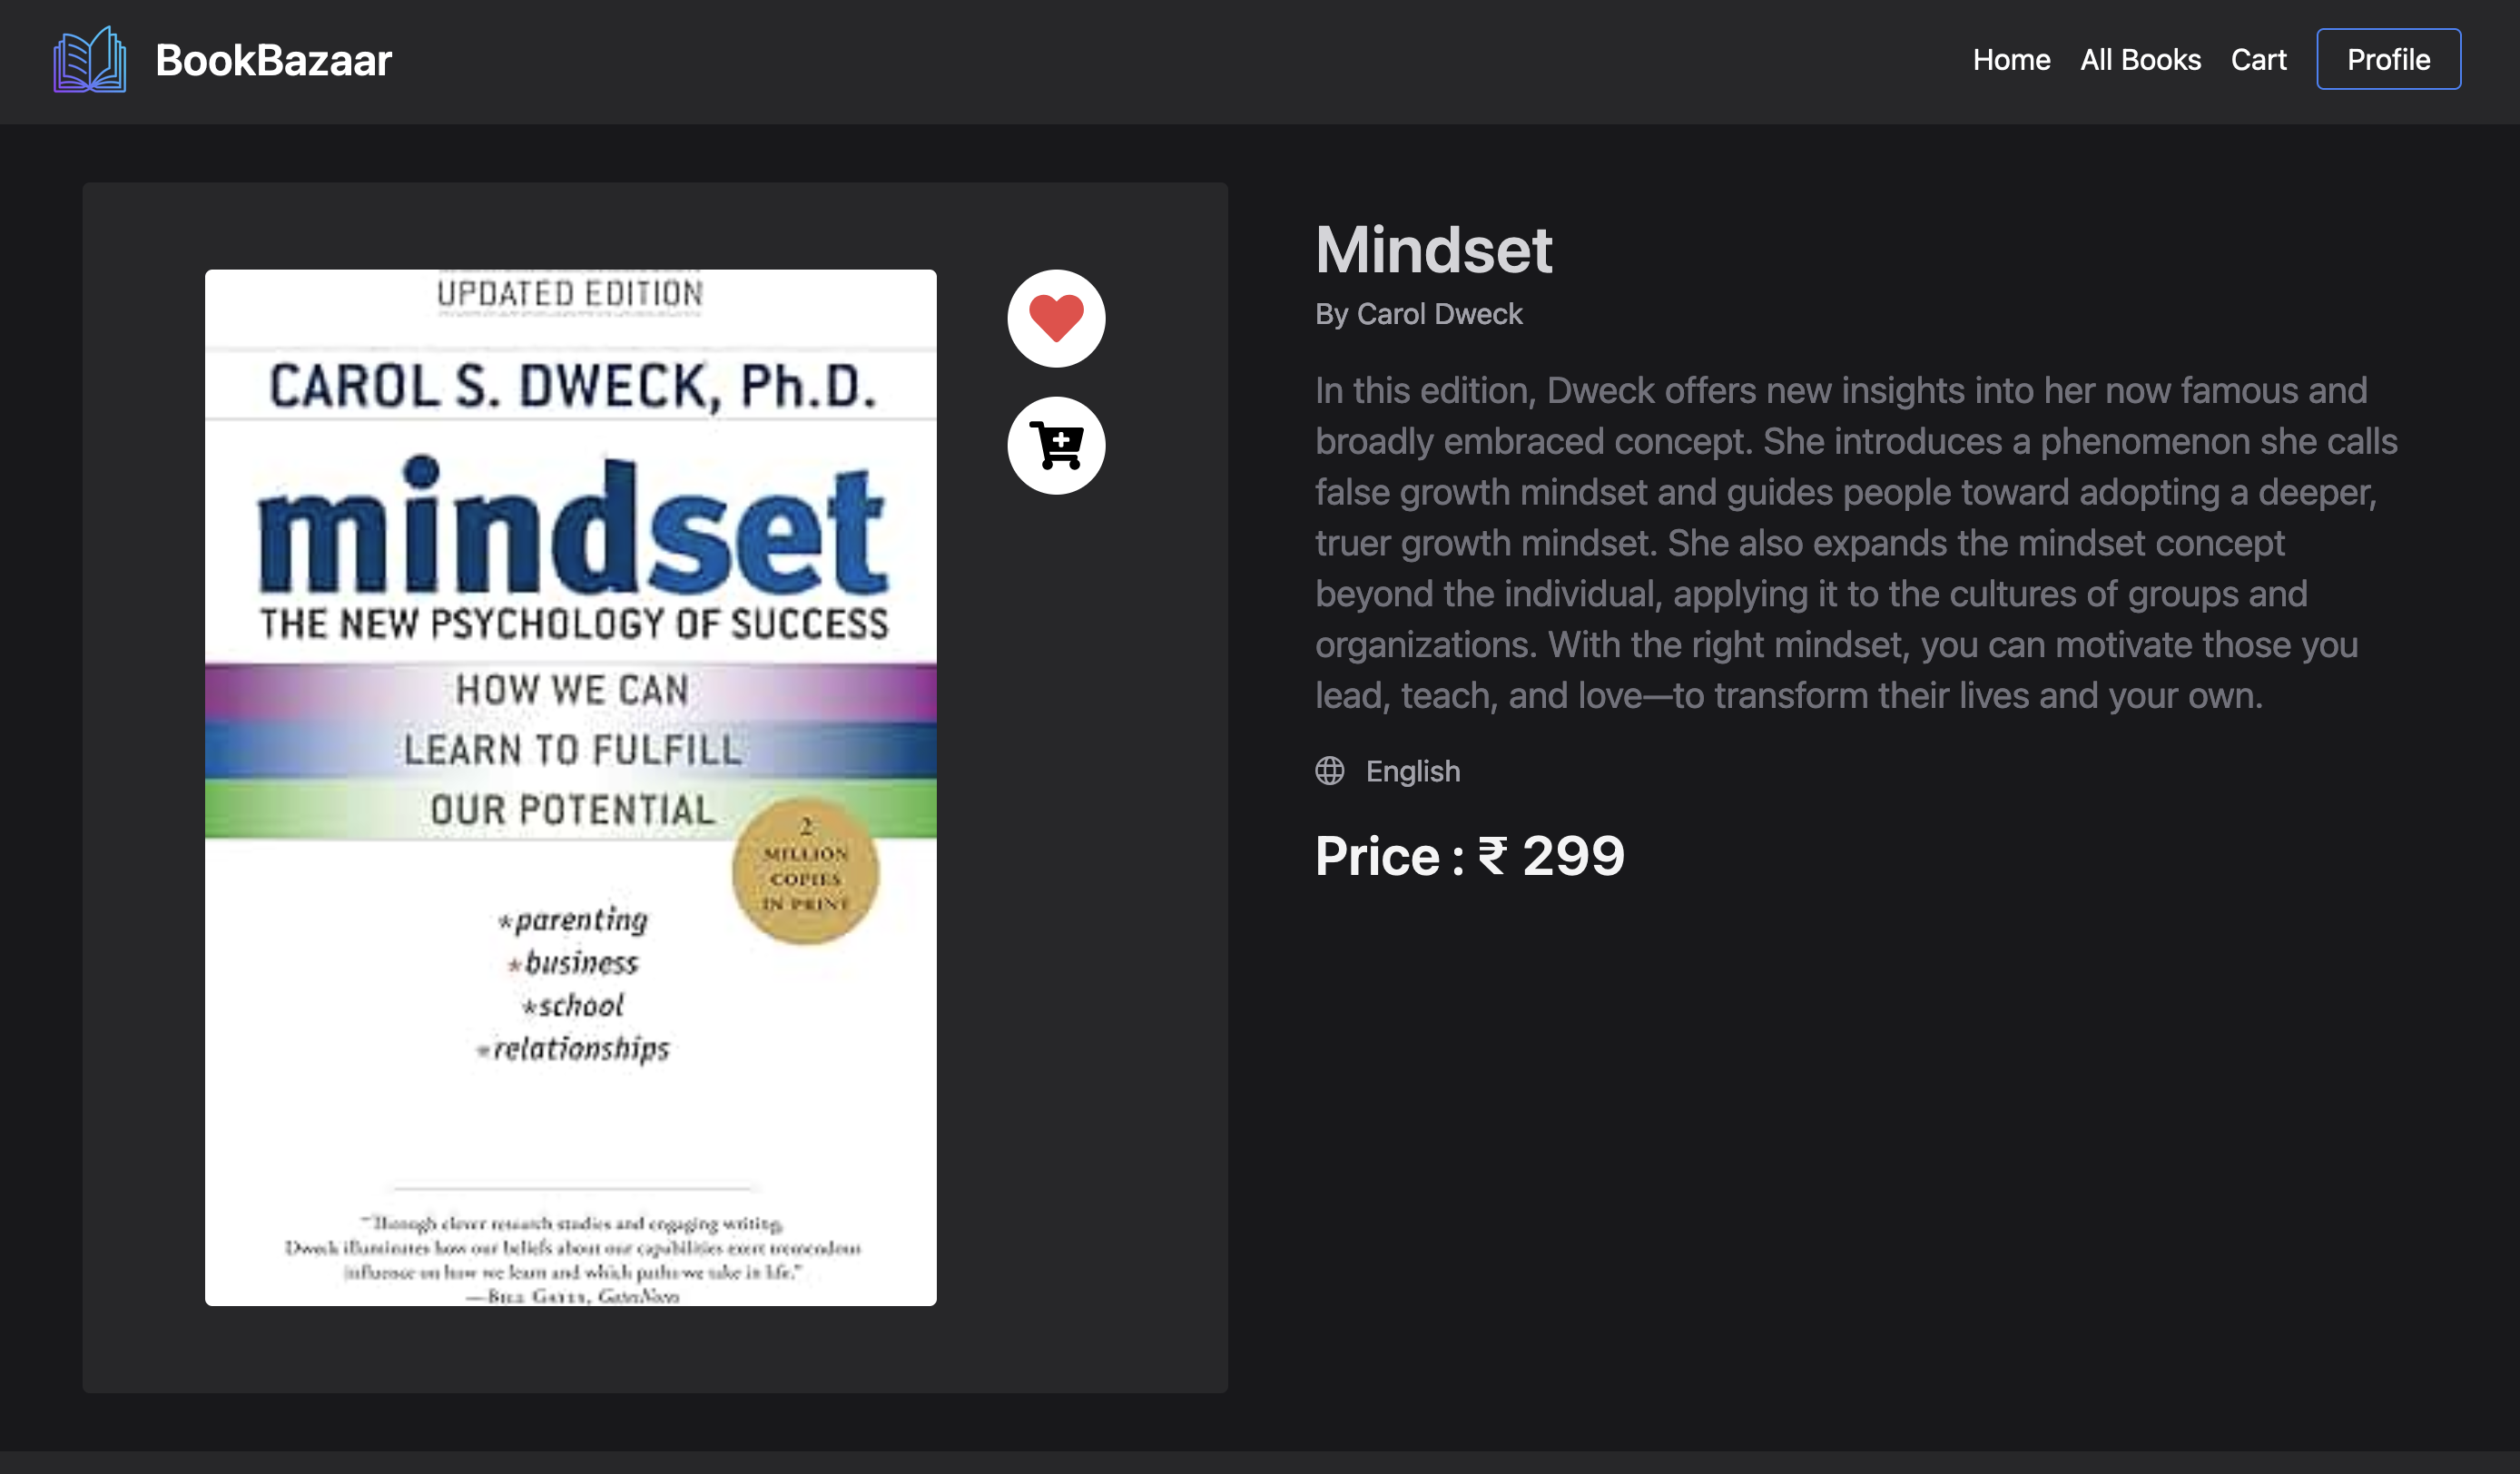 BookBazaar
Home
All Books
Cart
Profile
UPDATED EDITION
CAROL S. DWECK, Ph.D.
mindset
THE NEW PSYCHOLOGY OF SUCCESS
HOW WE CAN
LEARN TO FULFILL
OUR POTENTIAL
2
MILLION
COPIES
IN PRINT
*parenting
*business
*school
*relationships
"Through clever research studies and engaging writing,
Dweck illuminates how our beliefs about our capabilities exert tremendous
influence on how we learn and which paths we take in life."
—BILL GATES, GatesNotes
Mindset
By Carol Dweck
In this edition, Dweck offers new insights into her now famous and
broadly embraced concept. She introduces a phenomenon she calls
false growth mindset and guides people toward adopting a deeper,
truer growth mindset. She also expands the mindset concept
beyond the individual, applying it to the cultures of groups and
organizations. With the right mindset, you can motivate those you
lead, teach, and love—to transform their lives and your own.
English
Price : ₹ 299